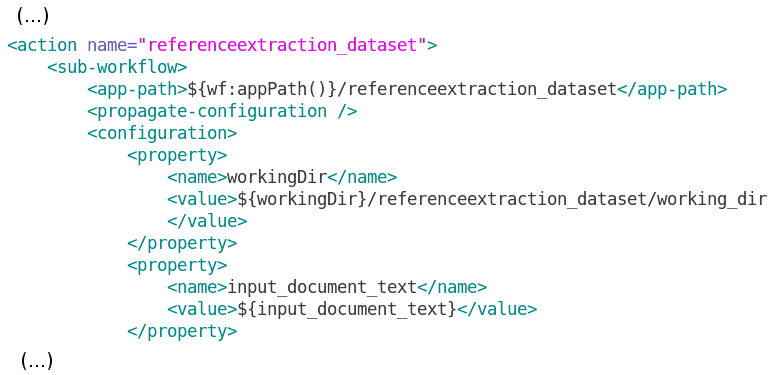 (...)
<action name="referenceextraction_dataset">
    <sub-workflow>
        <app-path>${wf:appPath()}/referenceextraction_dataset</app-path>
        <propagate-configuration />
        <configuration>
            <property>
                <name>workingDir</name>
                <value>${workingDir}/referenceextraction_dataset/working_dir
                </value>
            </property>
            <property>
                <name>input_document_text</name>
                <value>${input_document_text}</value>
            </property>
(...)